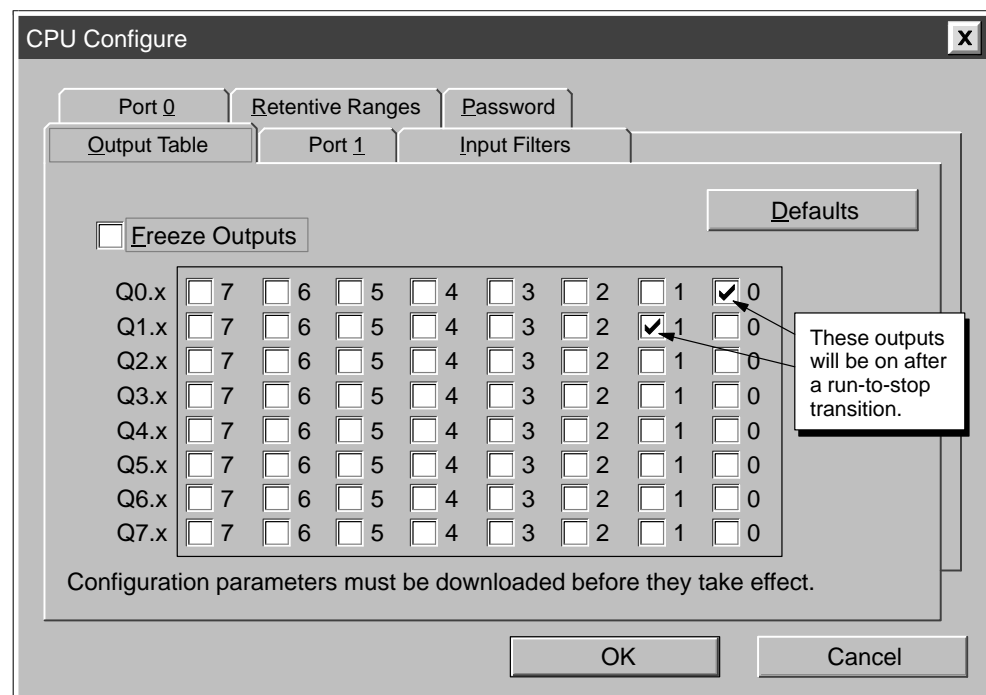 CPU Configure X
Port 0 Retentive Ranges Password
Output Table Port 1 Input Filters
Defaults
Freeze Outputs
Q0.x 7 6 5 4 3 2 1 0
Q1.x 7 6 5 4 3 2 1 0
Q2.x 7 6 5 4 3 2 1 0
Q3.x 7 6 5 4 3 2 1 0
Q4.x 7 6 5 4 3 2 1 0
Q5.x 7 6 5 4 3 2 1 0
Q6.x 7 6 5 4 3 2 1 0
Q7.x 7 6 5 4 3 2 1 0
These outputs
will be on after
a run-to-stop
transition.
Configuration parameters must be downloaded before they take effect.
OK Cancel